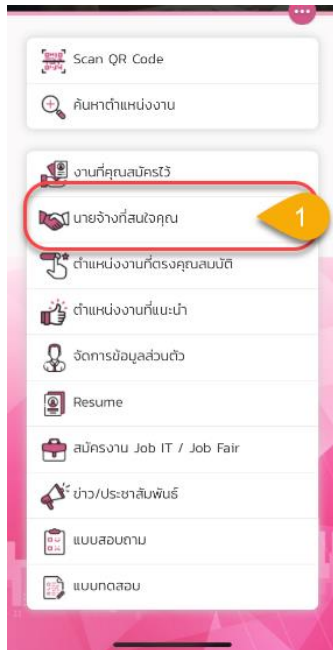 Scan QR Code
ค้นหาตำแหน่งงาน
งานที่คุณสมัครไว้
นายจ้างที่สนใจคุณ
1
ตำแหน่งงานที่ตรงคุณสมบัติ
ตำแหน่งงานที่แนะนำ
จัดการข้อมูลส่วนตัว
Resume
สมัครงาน Job IT / Job Fair
ข่าว/ประชาสัมพันธ์
แบบสอบถาม
แบบทดสอบ